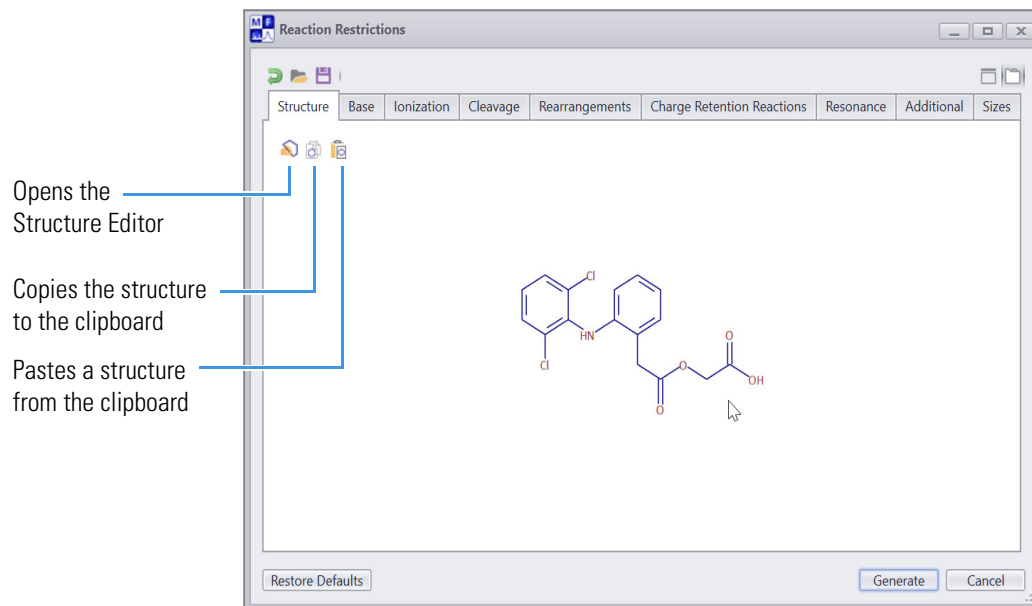 MF
Reaction Restrictions
Structure Base Ionization Cleavage Rearrangements Charge Retention Reactions Resonance Additional Sizes
Opens the
Structure Editor
Copies the structure
to the clipboard
Pastes a structure
from the clipboard
Cl
HN
Cl
O
O
OH
O
Restore Defaults Generate Cancel